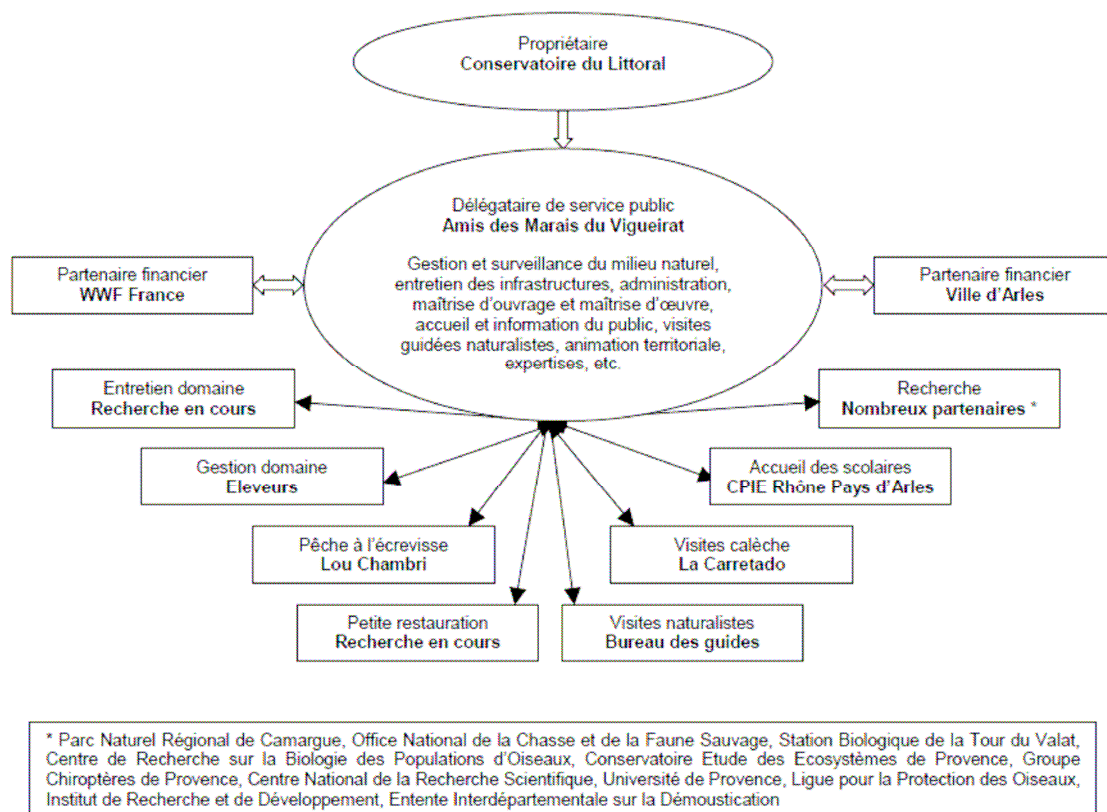 Propriétaire
Conservatoire du Littoral
Délégataire de service public
Amis des Marais du Vigueirat
Gestion et surveillance du milieu naturel,
entretien des infrastructures, administration,
maîtrise d'ouvrage et maîtrise d'œuvre,
accueil et information du public, visites
guidées naturalistes, animation territoriale,
expertises, etc.
Partenaire financier
WWF France
Partenaire financier
Ville d'Arles
Entretien domaine
Recherche en cours
Recherche
Nombreux partenaires *
Gestion domaine
Eleveurs
Accueil des scolaires
CPIE Rhône Pays d'Arles
Pêche à l'écrevisse
Lou Chambri
Visites calèche
La Carretado
Petite restauration
Recherche en cours
Visites naturalistes
Bureau des guides
* Parc Naturel Régional de Camargue, Office National de la Chasse et de la Faune Sauvage, Station Biologique de la Tour du Valat,
Centre de Recherche sur la Biologie des Populations d'Oiseaux, Conservatoire Etude des Ecosystèmes de Provence, Groupe
Chiroptères de Provence, Centre National de la Recherche Scientifique, Université de Provence, Ligue pour la Protection des Oiseaux,
Institut de Recherche et de Développement, Entente Interdépartementale sur la Démoustication